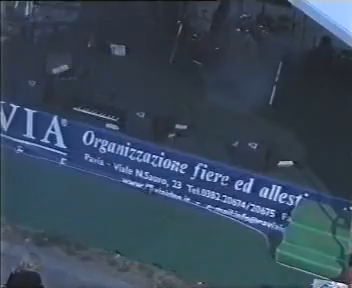 VIA®
Organizzazione fiere ed allest
Pavia - Viale N.Sauro, 23 Tel.0382.20674/20675